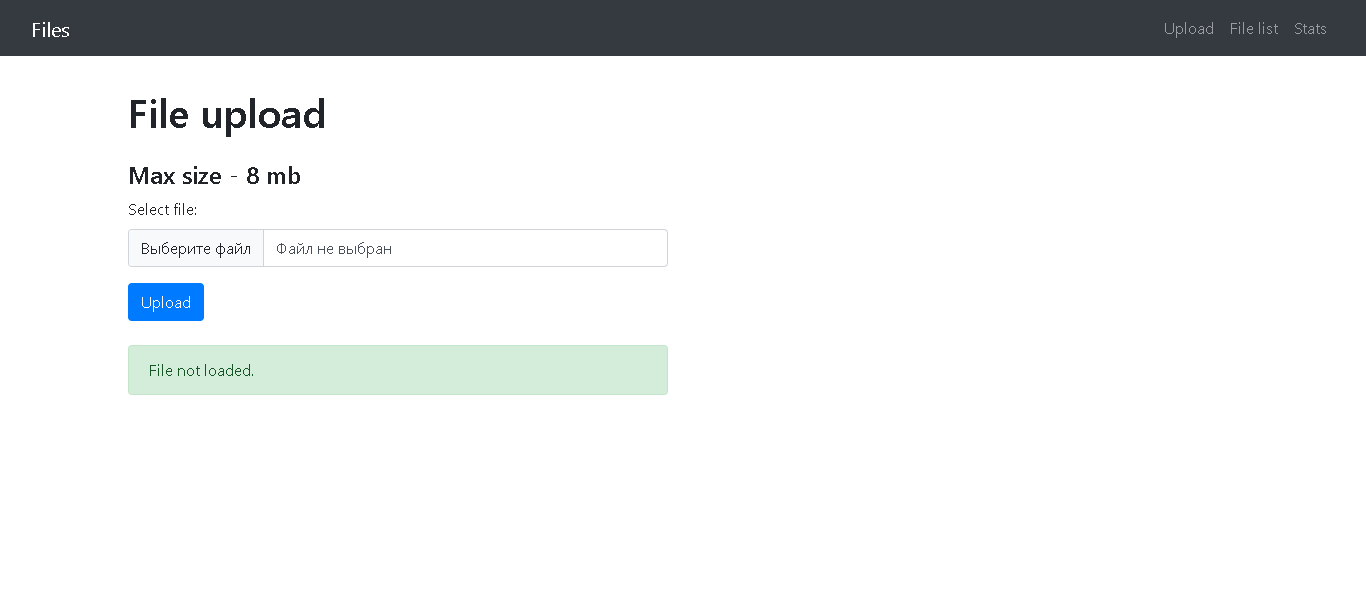 Files
Upload File list Stats
File upload
Max size - 8 mb
Select file:
Выберите файл Файл не выбран
Upload
File not loaded.